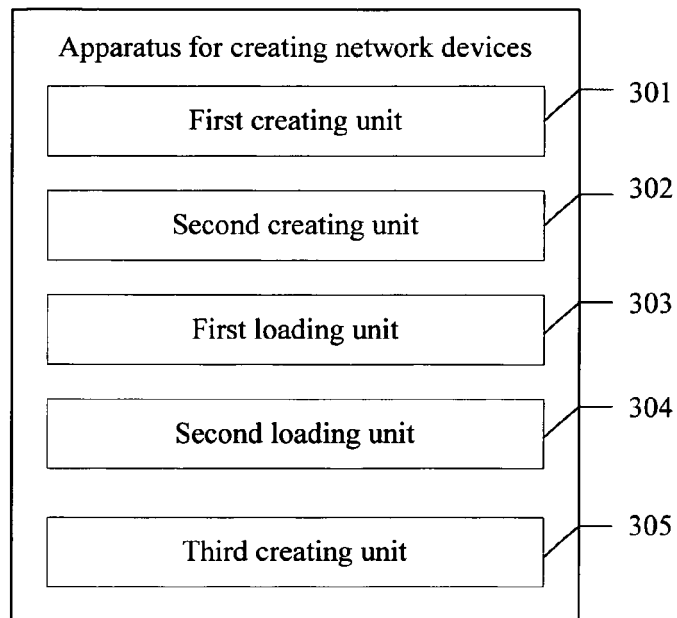 Apparatus for creating network devices
First creating unit
301
Second creating unit
302
First loading unit
303
Second loading unit
304
Third creating unit
305